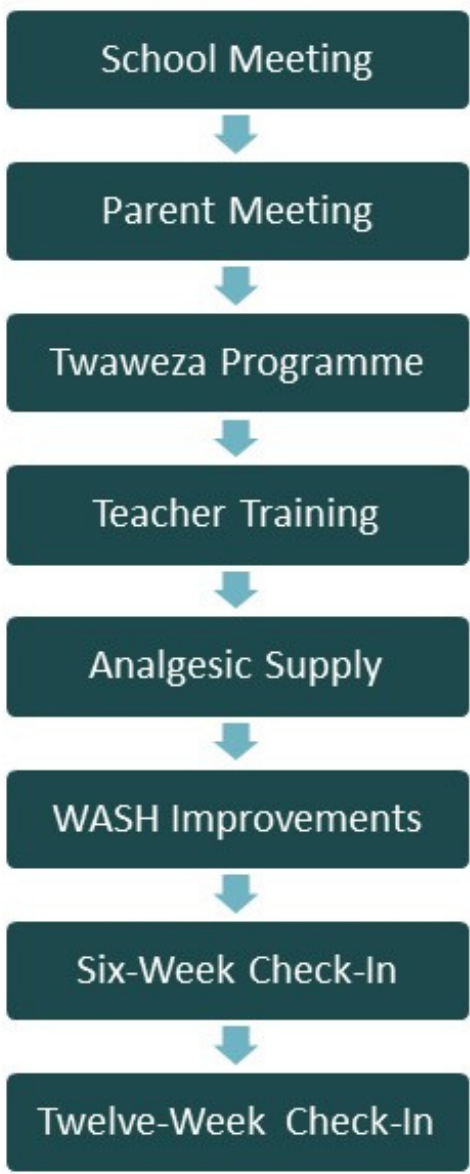 School Meeting
Parent Meeting
Twaweza Programme
Teacher Training
Analgesic Supply
WASH Improvements
Six-Week Check-In
Twelve-Week Check-In